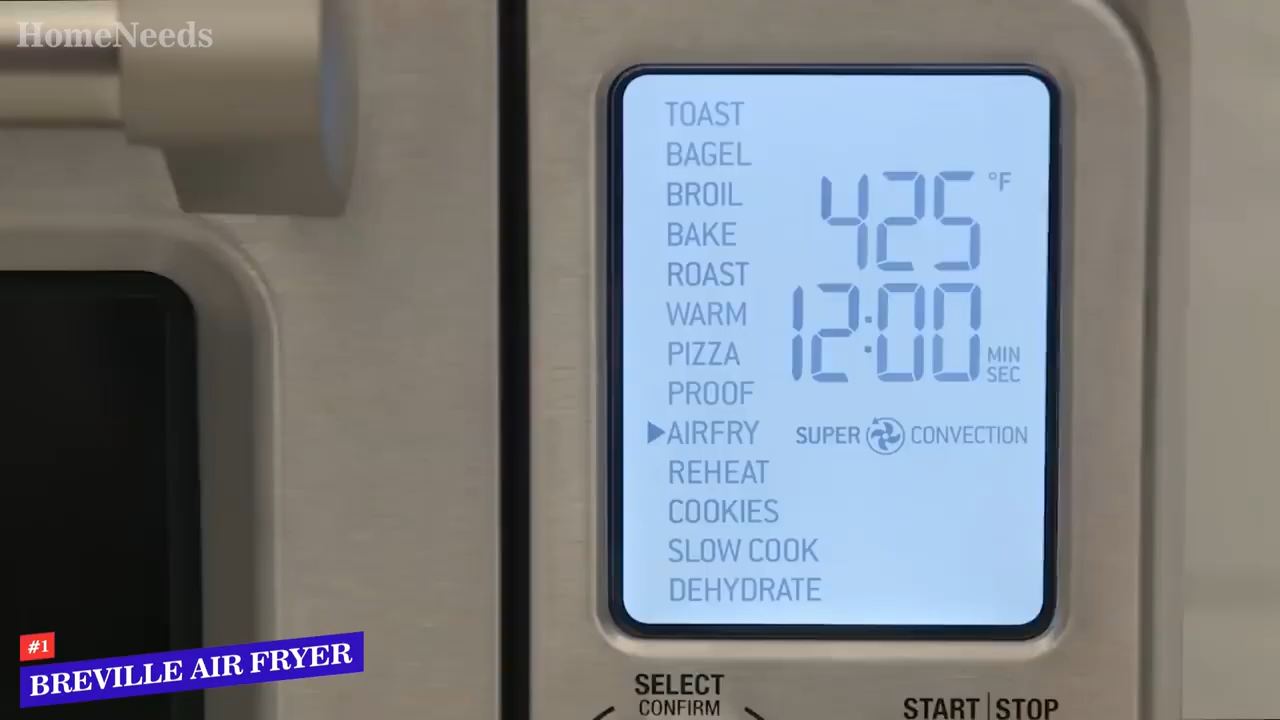 HomeNeeds
TOAST
BAGEL
BROIL
BAKE
ROAST
WARM
PIZZA
PROOF
AIRFRY
REHEAT
COOKIES
SLOW COOK
DEHYDRATE
425 °F
12:00 MIN
SEC
SUPER CONVECTION
SELECT
CONFIRM
START|STOP
#1
BREVILLE AIR FRYER